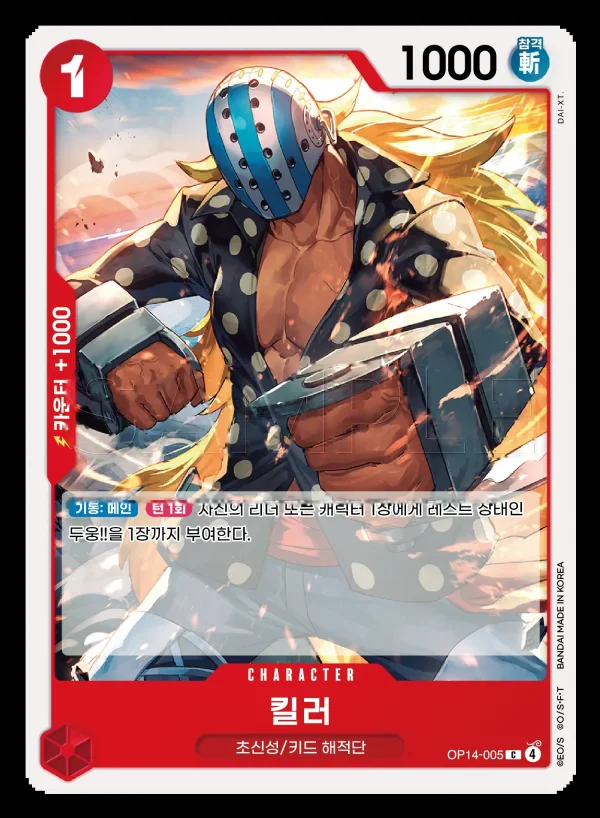 1
1000
참격
斬
DAI-XT.
카운터 +1000
SAMPLE
기동: 메인 턴 1회 자신의 리더 또는 캐릭터 1장에게 레스트 상태인
두웅!!을 1장까지 부여한다.
CHARACTER
킬러
초신성/키드 해적단
OP14-005 C 4
©EO/S ©O/S·F·T BANDAI MADE IN KOREA